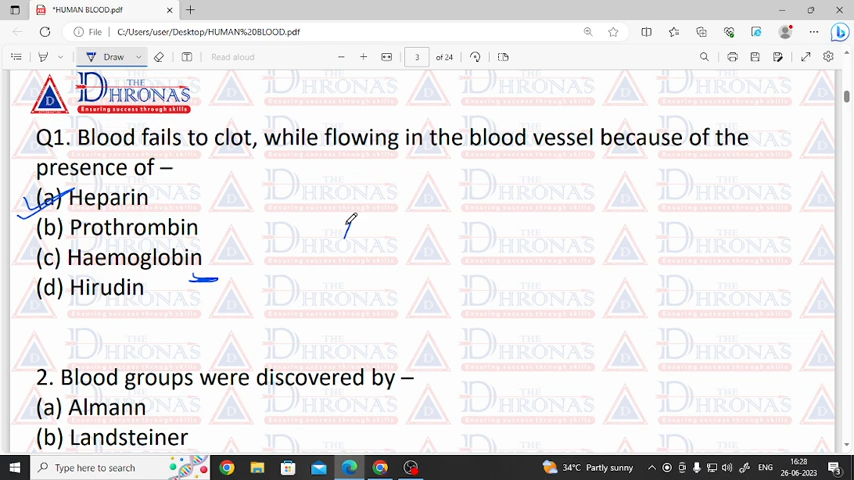 *HUMAN BLOOD.pdf
File
C:/Users/user/Desktop/HUMAN%20BLOOD.pdf
Draw
Read aloud
3
of 24
THE
DHRONAS
Ensuring success through skills
Q1. Blood fails to clot, while flowing in the blood vessel because of the
presence of –
(a) Heparin
(b) Prothrombin
(c) Haemoglobin
(d) Hirudin
2. Blood groups were discovered by –
(a) Almann
(b) Landsteiner
Type here to search
34°C Partly sunny
ENG
16:28
26-06-2023
3